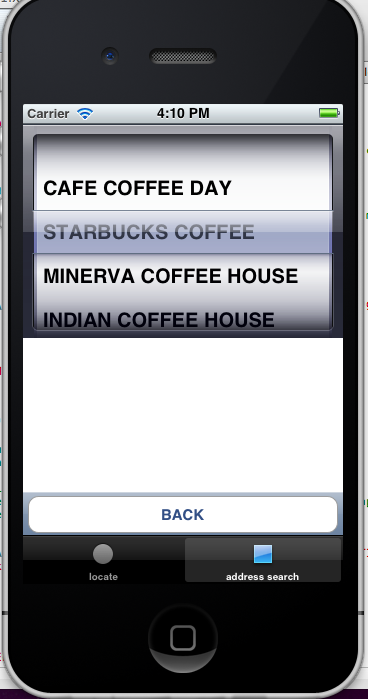 Carrier 4:10 PM
CAFE COFFEE DAY
STARBUCKS COFFEE
MINERVA COFFEE HOUSE
INDIAN COFFEE HOUSE
BACK
locate address search